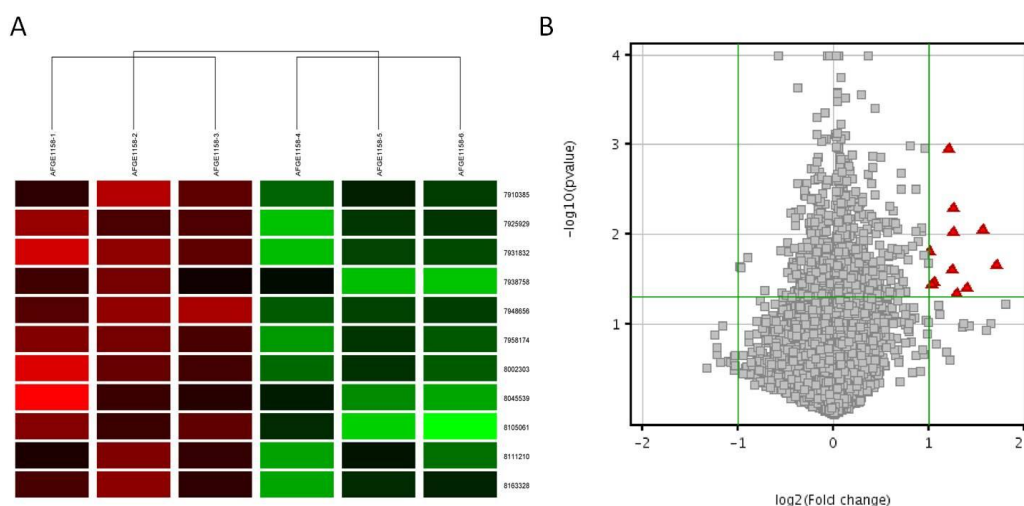 A
B
AFGE1158-1
AFGE1158-2
AFGE1158-3
AFGE1158-4
AFGE1158-5
AFGE1158-6
7910385
7925929
7931832
7938758
7948656
7958174
8002303
8045539
8105061
8111210
8163328
-log10(pvalue)
4
3
2
1
-2
-1
0
1
2
log2(Fold change)